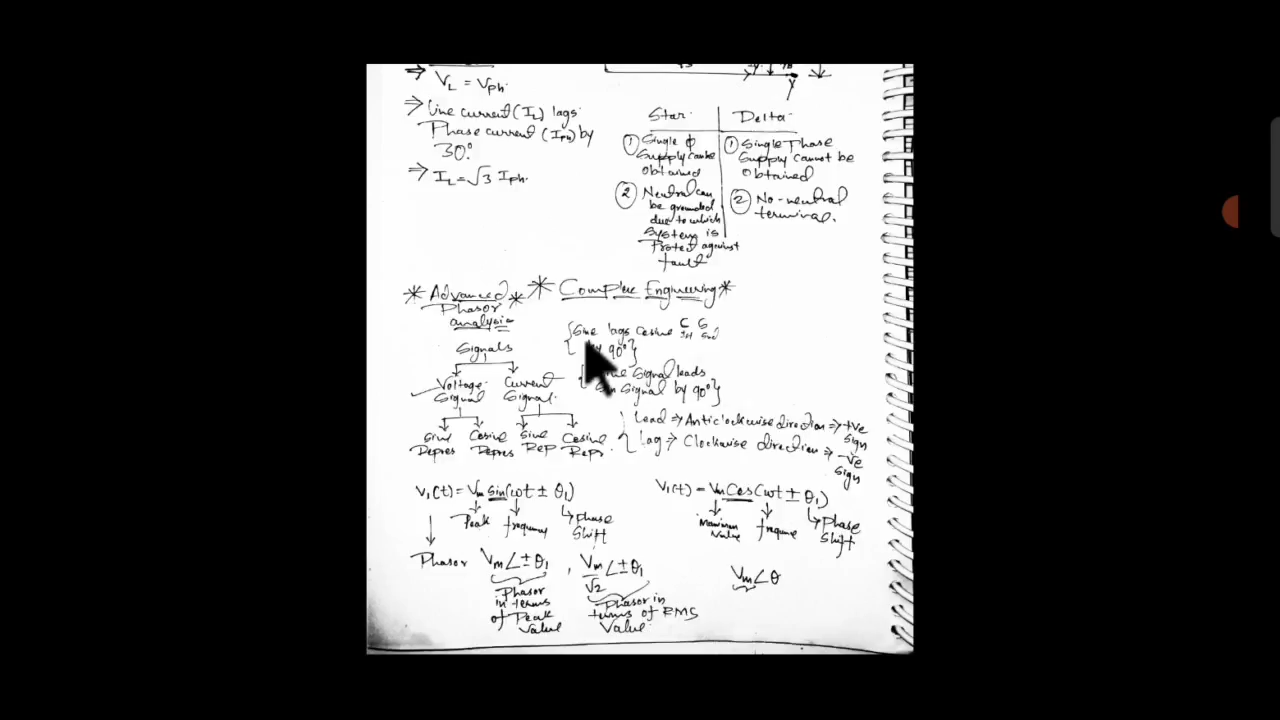 ⇒ VL = Vph.
⇒ Line current (IL) lags
Phase current (Iph) by
30°.
⇒ IL = √3 Iph.
Star. Delta.
① Single ϕ
Supply can be
obtained
② Neutral can
be grounded
due to which
System is
Protect against
fault
① Single Phase
Supply cannot be
obtained
② No-neutral
terminal.
* Advanced *
Phasor
analysis
* Complex Engineering *
Signals
Voltage
Signal
Current
Signal.
Sine
Repres
Cosine
Repres
Sine
Rep
Cosine
Repr.
{Sine lags cosine
by 90°}
Signal leads
Sin Signal by 90°}
Lead ⇒ Anticlockwise direction ⇒ +ve
sign
Lag ⇒ Clockwise direction ⇒ -ve
sign
V1(t) = Vm sin(ωt ± θ1)
Peak
frequency
Phase
Shift
Phasor Vm∠±θ1 , Vm/√2 ∠±θ1
Phasor
in terms
of Peak
Value
Phasor in
terms of RMS
Value.
V1(t) = Vm Cos(ωt ± θ1)
Maximum
Value
Phase
Shift
Vm∠θ